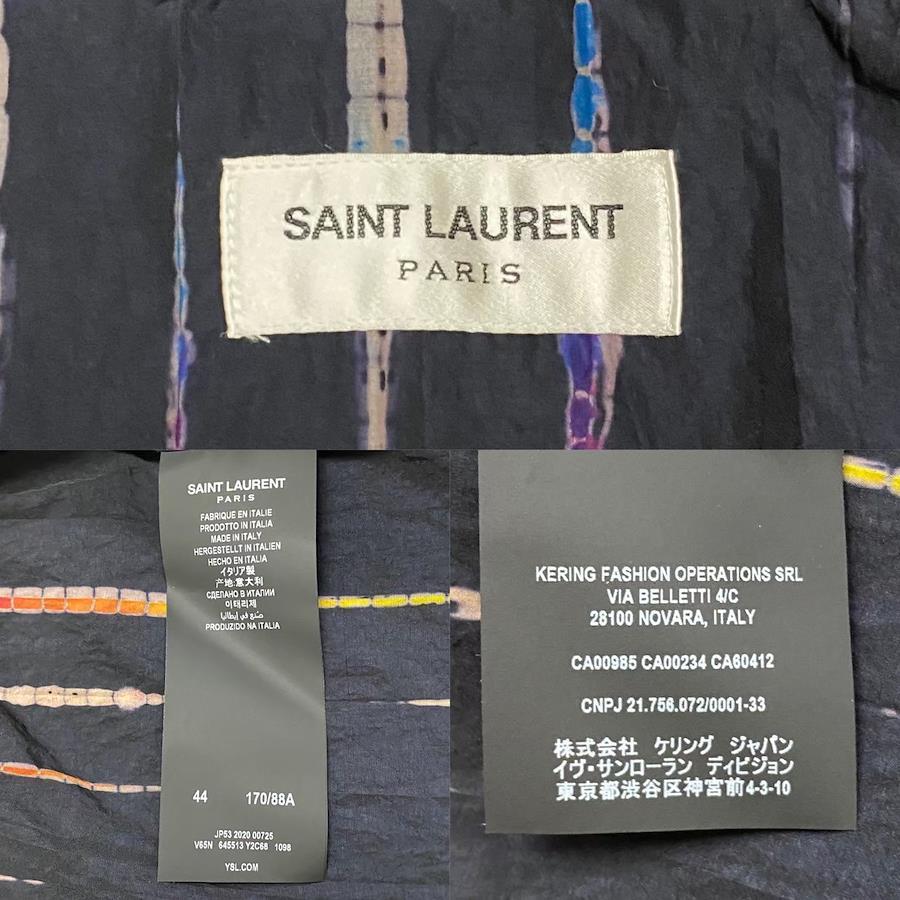 SAINT LAURENT
PARIS
SAINT LAURENT
PARIS
FABRIQUE EN ITALIE
PRODOTTO IN ITALIA
MADE IN ITALY
HERGESTELLT IN ITALIEN
HECHO EN ITALIA
イタリア製
产地:意大利
СДЕЛАНО В ИТАЛИИ
이태리제
صنع في إيطاليا
PRODUZIDO NA ITALIA
44 170/88A
JP53 2020 00725
V65N 645513 Y2C68 1098
YSL.COM
KERING FASHION OPERATIONS SRL
VIA BELLETTI 4/C
28100 NOVARA, ITALY
CA00985 CA00234 CA60412
CNPJ 21.756.072/0001-33
株式会社 ケリング ジャパン
イヴ・サンローラン ディビジョン
東京都渋谷区神宮前4-3-10